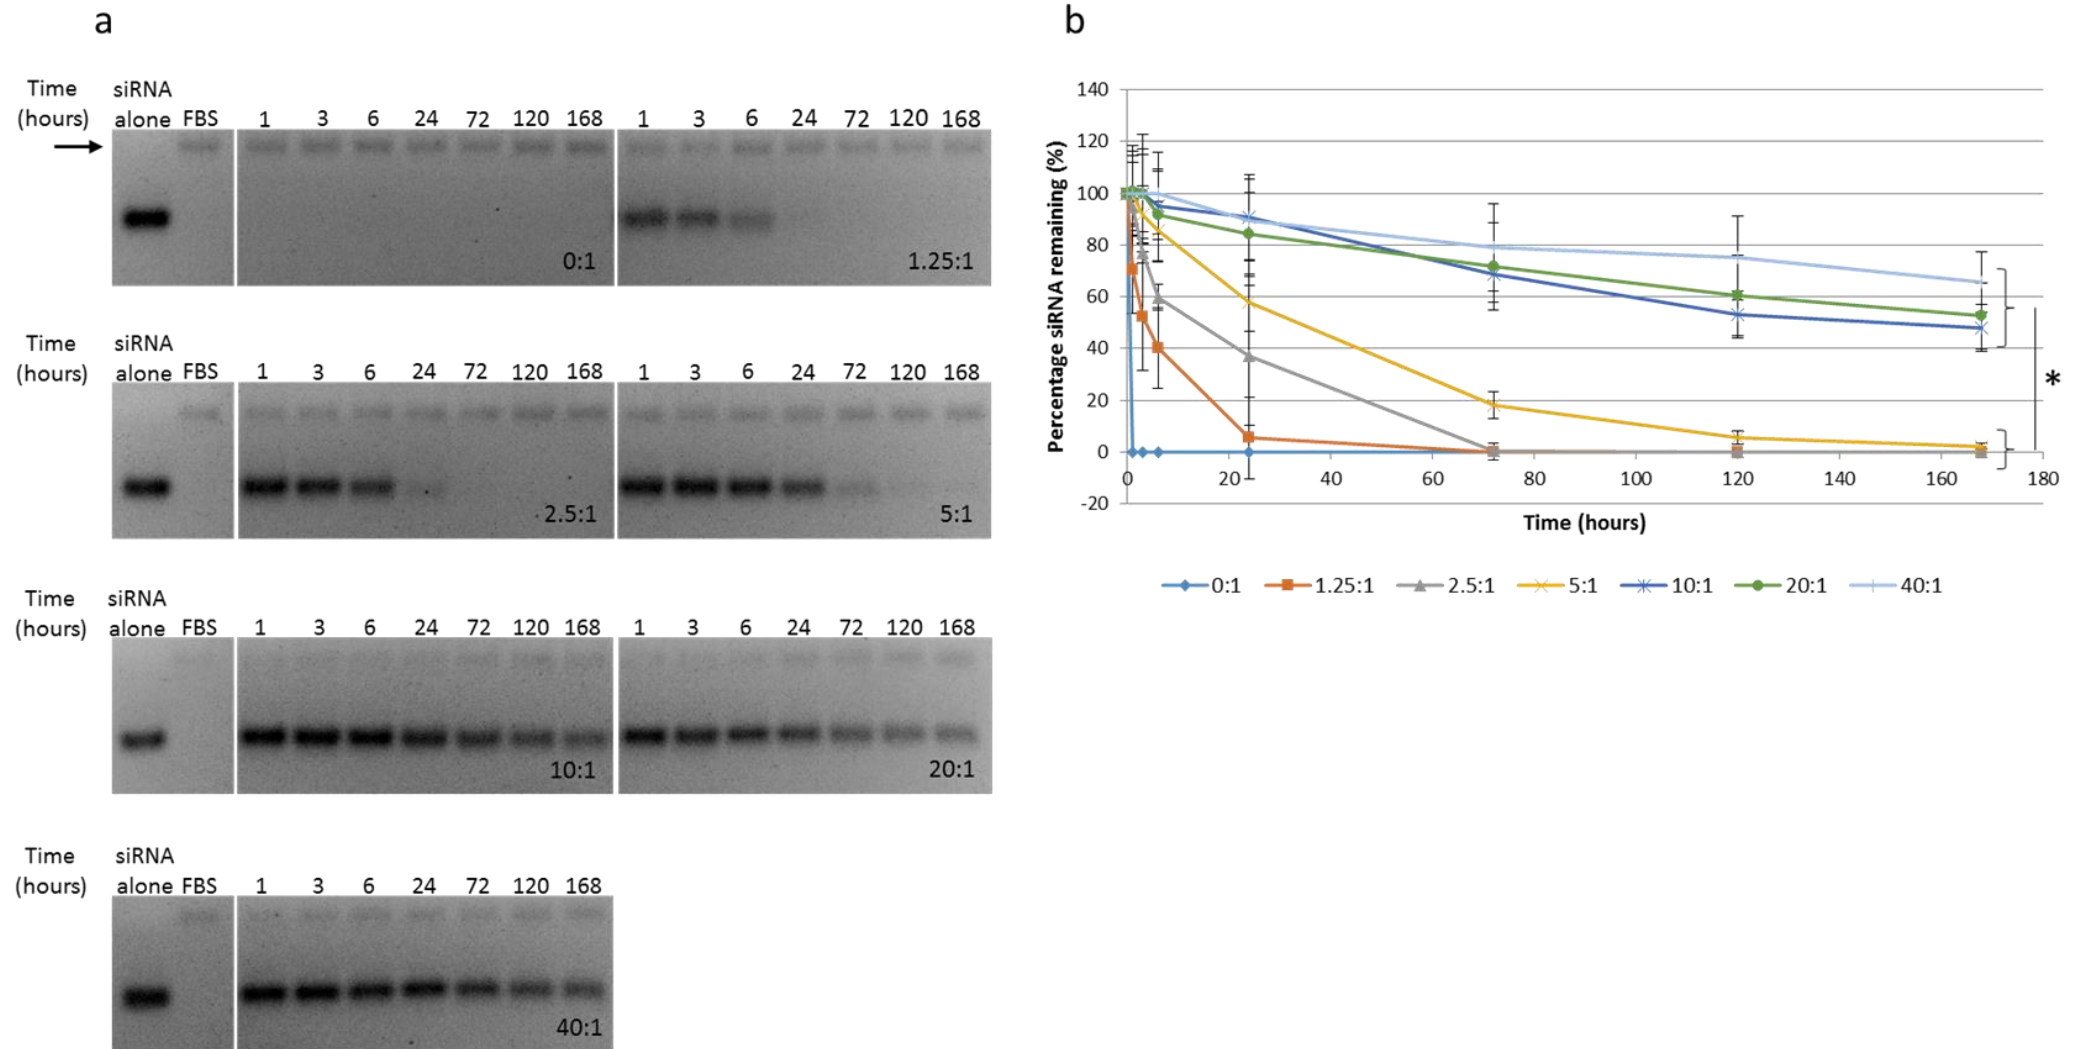 a
Time siRNA
(hours) alone FBS 1 3 6 24 72 120 168 1 3 6 24 72 120 168
0:1 1.25:1
Time siRNA
(hours) alone FBS 1 3 6 24 72 120 168 1 3 6 24 72 120 168
2.5:1 5:1
Time siRNA
(hours) alone FBS 1 3 6 24 72 120 168 1 3 6 24 72 120 168
10:1 20:1
Time siRNA
(hours) alone FBS 1 3 6 24 72 120 168
40:1
b
Percentage siRNA remaining (%)
140
120
100
80
60
40
20
0
-20
0 20 40 60 80 100 120 140 160 180
*
Time (hours)
0:1 1.25:1 2.5:1 5:1 10:1 20:1 40:1